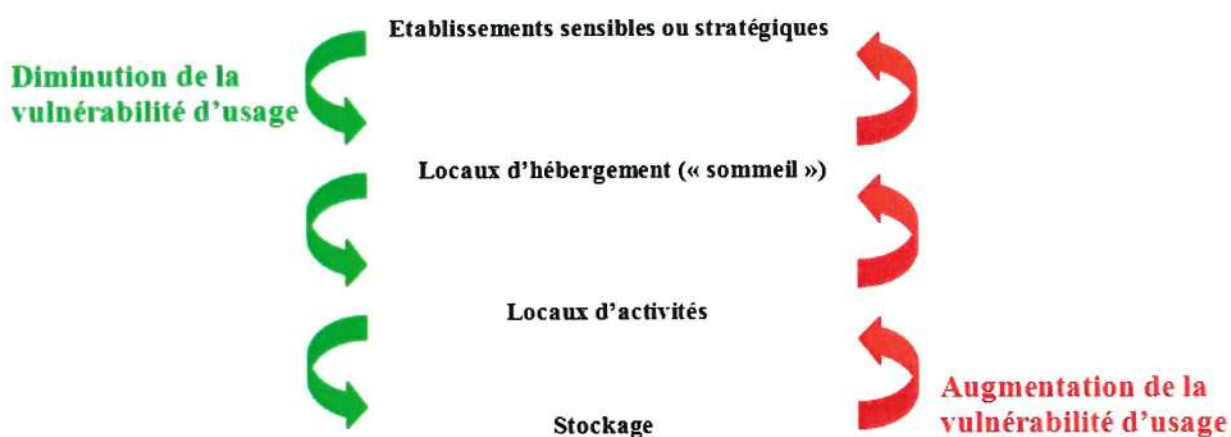 Etablissements sensibles ou stratégiques
Diminution de la
vulnérabilité d’usage
Locaux d’hébergement (« sommeil »)
Locaux d’activités
Stockage
Augmentation de la
vulnérabilité d’usage